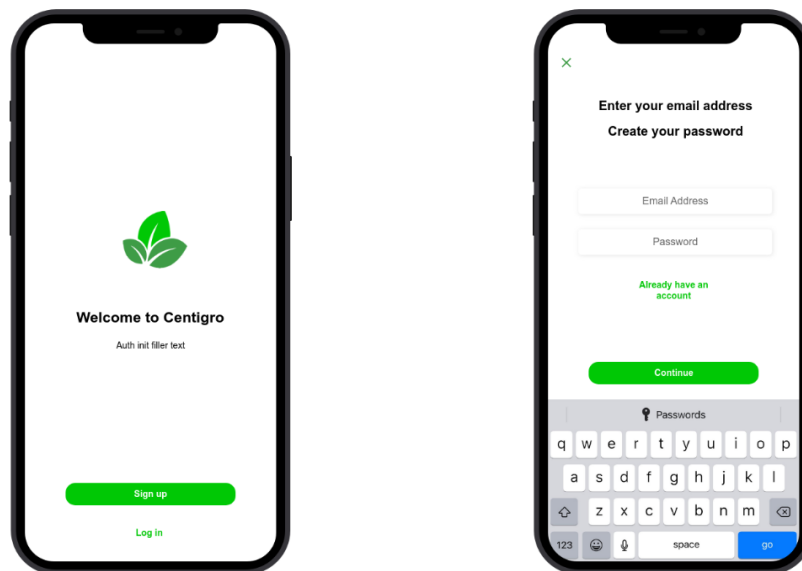 Welcome to Centigro
Auth init filler text
Sign up
Log in
Enter your email address
Create your password
Email Address
Password
Already have an
account
Continue
Passwords
q w e r t y u i o p
a s d f g h j k l
z x c v b n m
123 space go